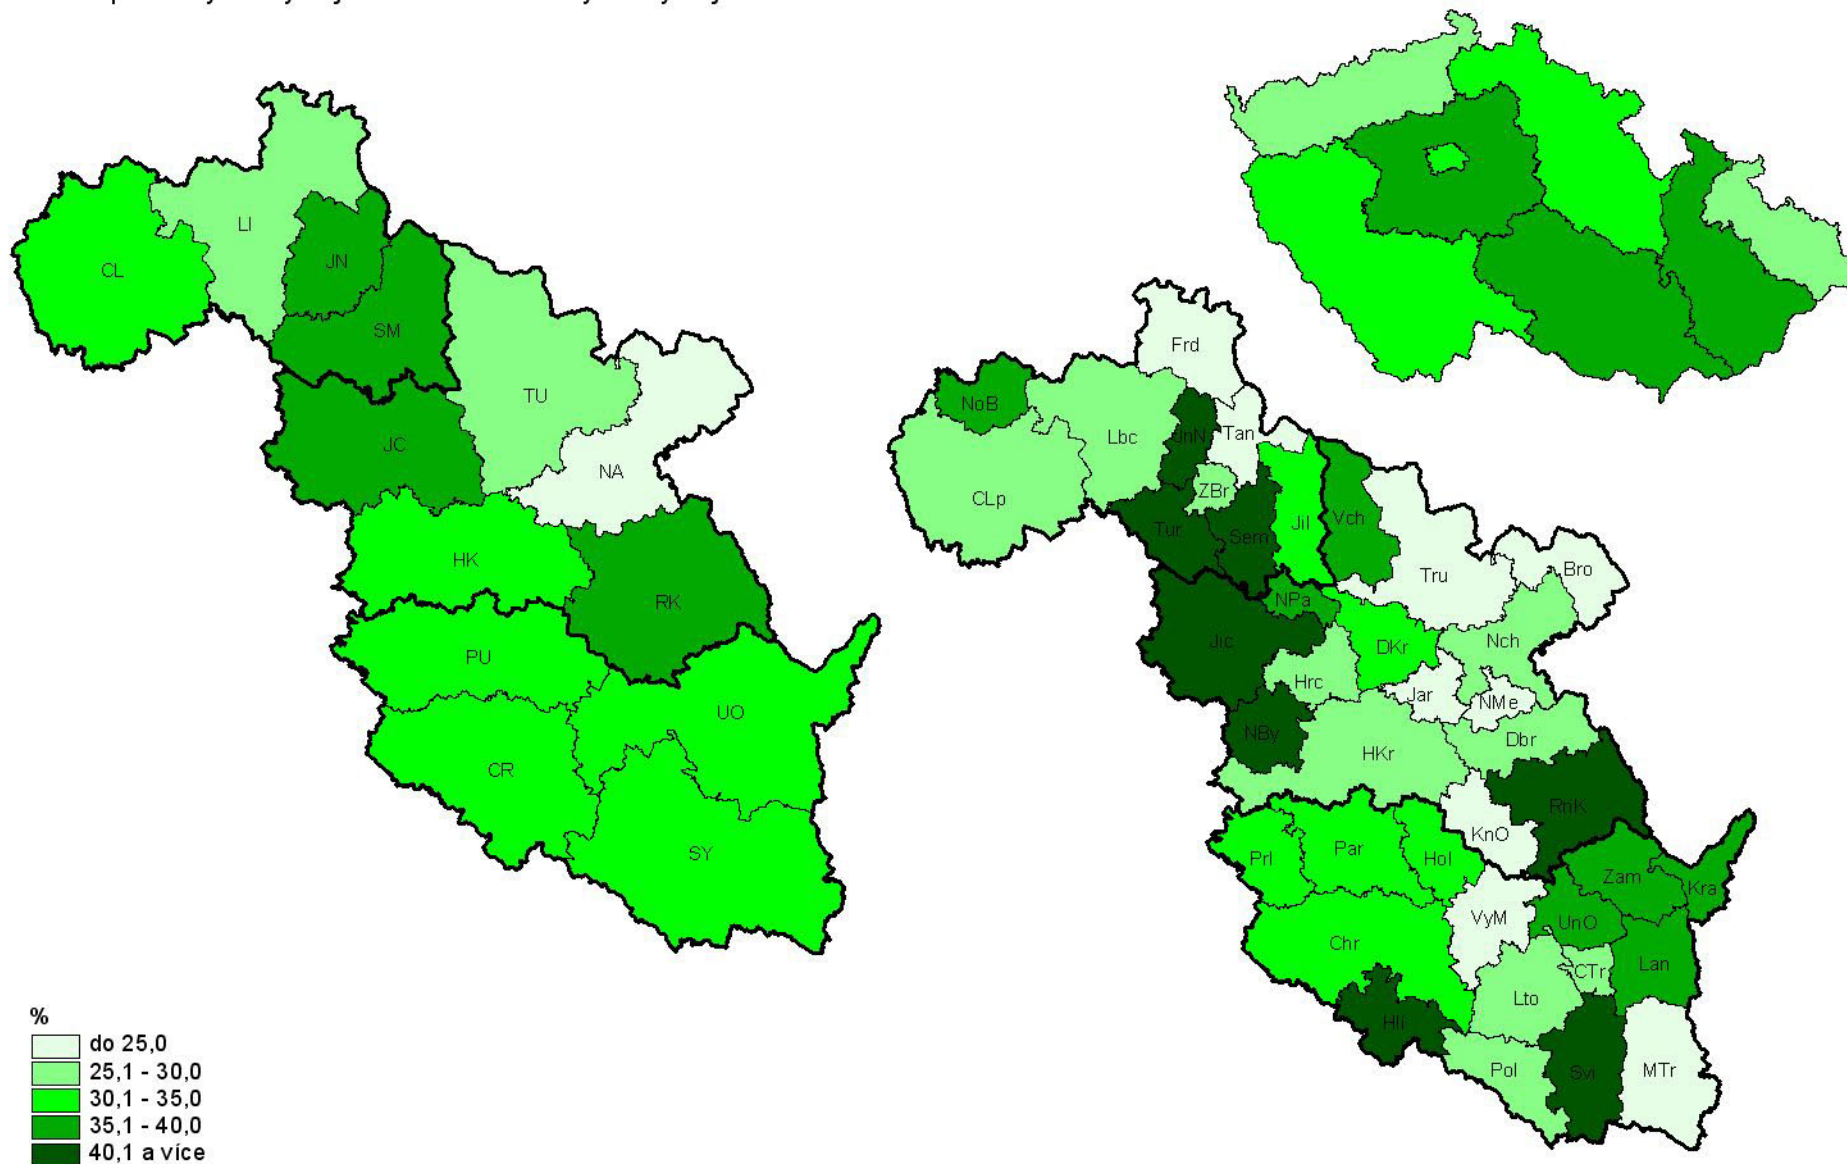 LI
CL
JN
SM
TU
JC
NA
HK
RK
PU
UO
CR
SY
Frd
NoB
Lbc
JnN
Tan
CLp
ZBr
Tur
Sem
Jil
Vch
Tru
Bro
NPa
Jic
DKr
Nch
Hrc
Jar
NMe
NBy
HKr
Dbr
RnK
KnO
Prl
Par
Hol
Zam
Kra
VyM
UnO
Chr
CTr
Lan
Lto
Hli
Pol
Svi
MTr
%
do 25,0
25,1 - 30,0
30,1 - 35,0
35,1 - 40,0
40,1 a více